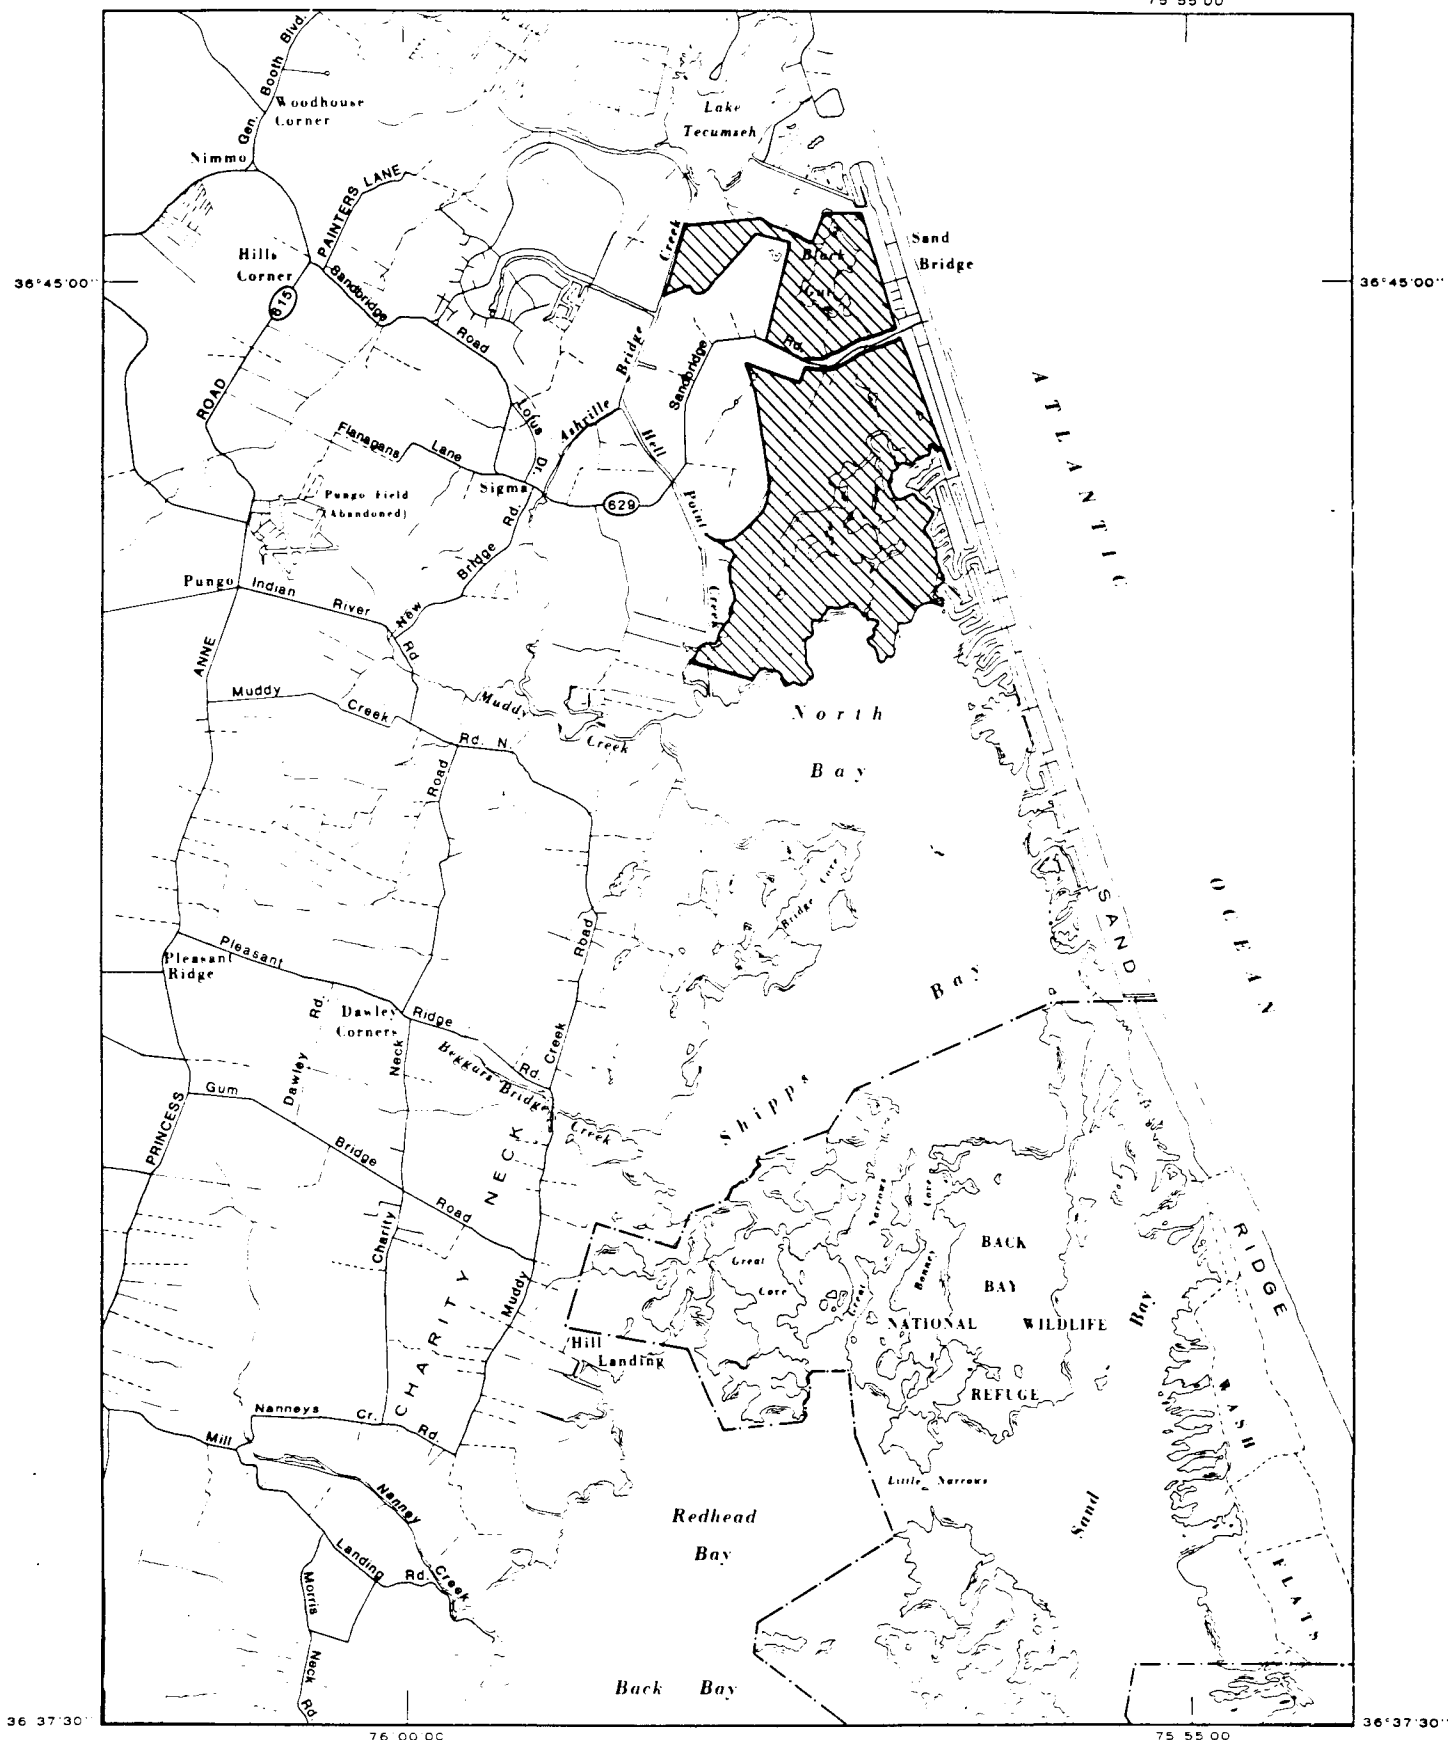 75 55 00
Gen. Booth Blvd.
Woodhouse
Corner
Lake
Tecumseh
Nimmo
PAINTERS LANE
Creek
Sand
Bridge
Hills
Corner
Black
Gut
36°45'00"
36°45'00"
615
Sandbridge
Road
Bridge
Sandbridge
Rd.
ROAD
ATLANTIC
Lotus
Dr.
Ashville
Hell
Flanagans
Lane
Sigma
Pungo Field
(Abandoned)
629
Point
Rd.
Bridge
New
Pungo
Indian
River
Rd
Creek
ANNE
Muddy
Creek
Rd. N.
Muddy
Creek
North
Bay
Road
Bridge Cove
OCEAN
SAND
Road
Pleasant
Pleasant
Ridge
Bay
Rd.
Dawley
Corners
Ridge
Rd.
Creek
Neck
Beggars Bridge
Creek
Dawley
Gum
Shipps
PRINCESS
Bridge
Road
NECK
Narrows
Cove
Charity
BACK
BAY
Great
Cove
Great
Bonney
RIDGE
Muddy
NATIONAL
WILDLIFE
Bay
Hill
Landing
CHARITY
REFUGE
WASH
Nanneys
Cr.
Rd.
Mill
Little Narrows
Nanney
Creek
Redhead
Bay
Sand
Landing
Rd.
Morris
FLATS
Neck
Rd.
Back Bay
36 37'30"
36°37'30"
76 00 00
75 55 00